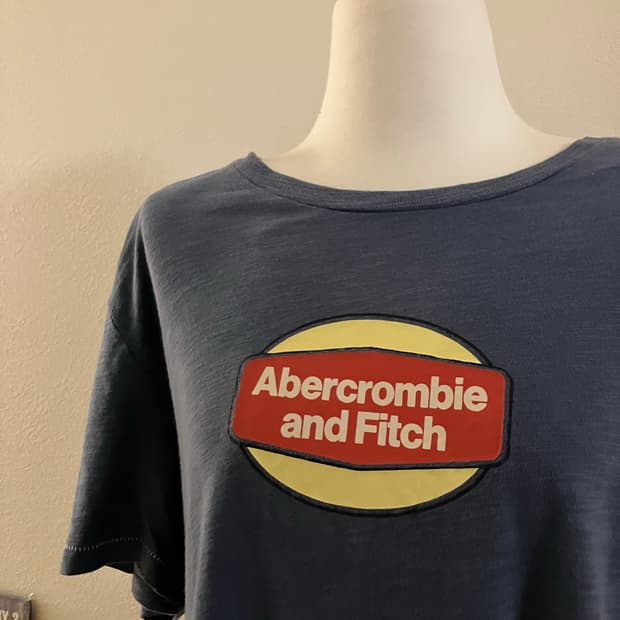 Abercrombie
and Fitch